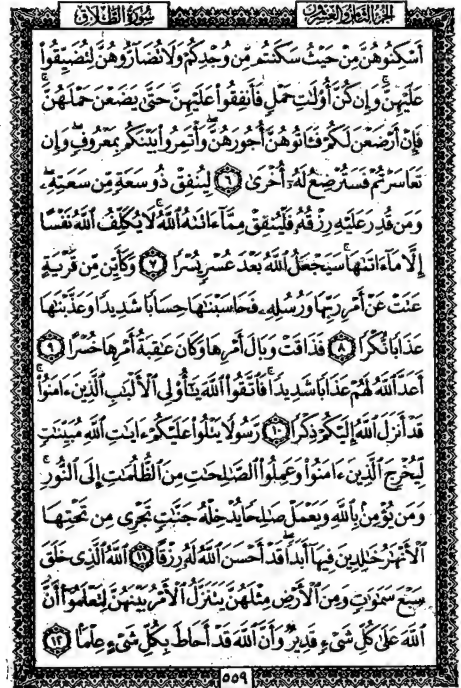 الجزء الثامن والعشرون
سورة الطلاق
أَسْكِنُوهُنَّ مِنْ حَيْثُ سَكَنتُم مِّن وُجْدِكُمْ وَلَا تُضَآرُّوهُنَّ لِتُضَيِّقُوا۟
عَلَيْهِنَّ ۚ وَإِن كُنَّ أُو۟لَٰتِ حَمْلٍ فَأَنفِقُوا۟ عَلَيْهِنَّ حَتَّىٰ يَضَعْنَ حَمْلَهُنَّ ۚ
فَإِنْ أَرْضَعْنَ لَكُمْ فَـَٔاتُوهُنَّ أُجُورَهُنَّ ۖ وَأْتَمِرُوا۟ بَيْنَكُم بِمَعْرُوفٍ ۖ وَإِن
تَعَاسَرْتُمْ فَسَتُرْضِعُ لَهُۥٓ أُخْرَىٰ ٦ لِيُنفِقْ ذُو سَعَةٍ مِّن سَعَتِهِۦ ۖ
وَمَن قُدِرَ عَلَيْهِ رِزْقُهُۥ فَلْيُنفِقْ مِمَّآ ءَاتَىٰهُ ٱللَّهُ ۚ لَا يُكَلِّفُ ٱللَّهُ نَفْسًا
إِلَّا مَآ ءَاتَىٰهَا ۚ سَيَجْعَلُ ٱللَّهُ بَعْدَ عُسْرٍ يُسْرًا ٧ وَكَأَيِّن مِّن قَرْيَةٍ
عَتَتْ عَنْ أَمْرِ رَبِّهَا وَرُسُلِهِۦ فَحَاسَبْنَٰهَا حِسَابًا شَدِيدًا وَعَذَّبْنَٰهَا
عَذَابًا نُّكْرًا ٨ فَذَاقَتْ وَبَالَ أَمْرِهَا وَكَانَ عَٰقِبَةُ أَمْرِهَا خُسْرًا ٩
أَعَدَّ ٱللَّهُ لَهُمْ عَذَابًا شَدِيدًا ۖ فَٱتَّقُوا۟ ٱللَّهَ يَٰٓأُو۟لِى ٱلْأَلْبَٰبِ ٱلَّذِينَ ءَامَنُوا۟ ۚ
قَدْ أَنزَلَ ٱللَّهُ إِلَيْكُمْ ذِكْرًا ١٠ رَّسُولًا يَتْلُوا۟ عَلَيْكُمْ ءَايَٰتِ ٱللَّهِ مُبَيِّنَٰتٍ
لِّيُخْرِجَ ٱلَّذِينَ ءَامَنُوا۟ وَعَمِلُوا۟ ٱلصَّٰلِحَٰتِ مِنَ ٱلظُّلُمَٰتِ إِلَى ٱلنُّورِ ۚ
وَمَن يُؤْمِنۢ بِٱللَّهِ وَيَعْمَلْ صَٰلِحًا يُدْخِلْهُ جَنَّٰتٍ تَجْرِى مِن تَحْتِهَا
ٱلْأَنْهَٰرُ خَٰلِدِينَ فِيهَآ أَبَدًا ۖ قَدْ أَحْسَنَ ٱللَّهُ لَهُۥ رِزْقًا ١١ ٱللَّهُ ٱلَّذِى خَلَقَ
سَبْعَ سَمَٰوَٰتٍ وَمِنَ ٱلْأَرْضِ مِثْلَهُنَّ يَتَنَزَّلُ ٱلْأَمْرُ بَيْنَهُنَّ لِتَعْلَمُوٓا۟ أَنَّ
ٱللَّهَ عَلَىٰ كُلِّ شَىْءٍ قَدِيرٌ وَأَنَّ ٱللَّهَ قَدْ أَحَاطَ بِكُلِّ شَىْءٍ عِلْمًۢا ١٢
٥٥٩